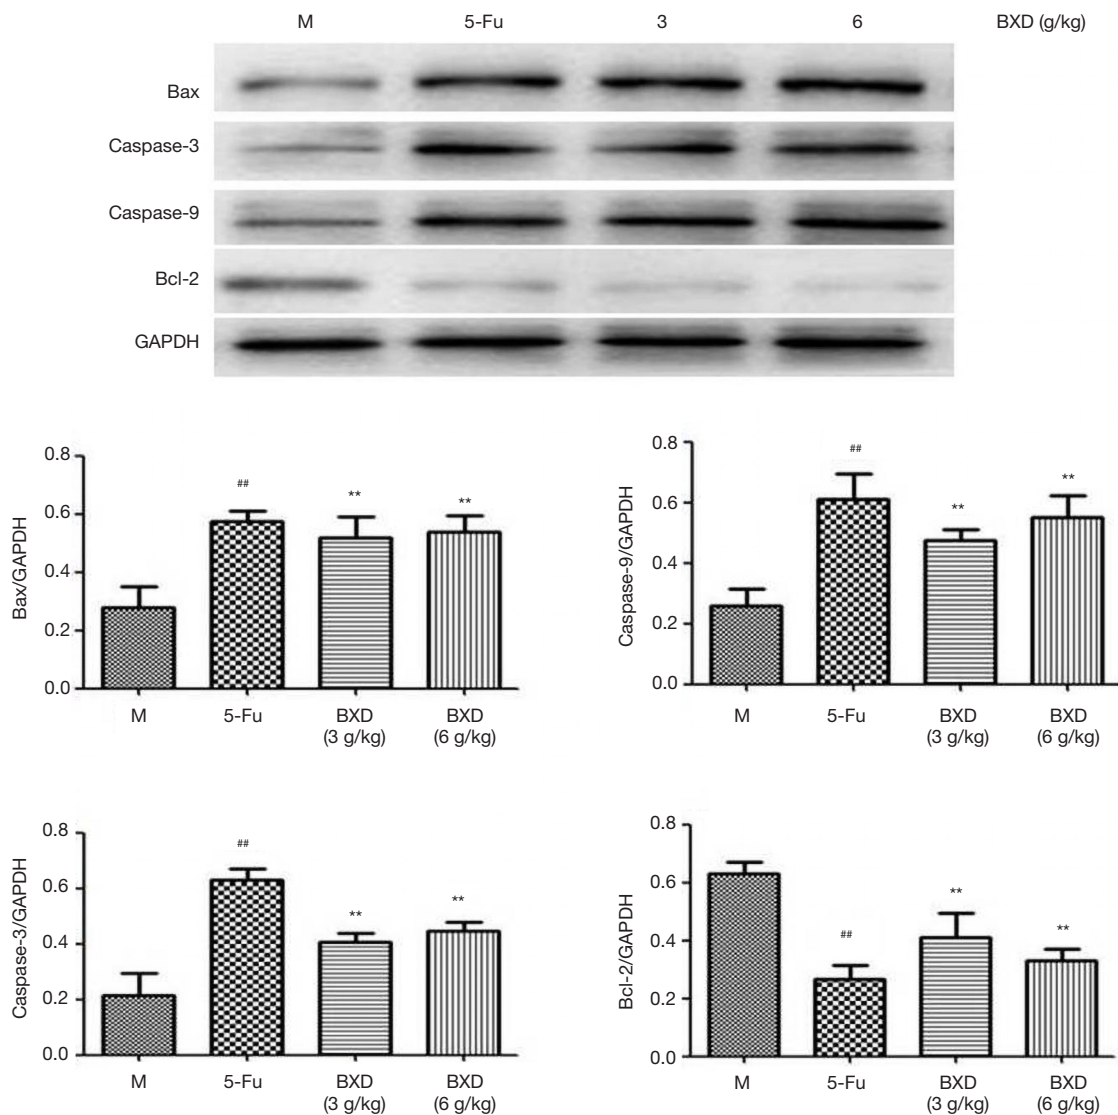 M 5-Fu 3 6 BXD (g/kg)
Bax
Caspase-3
Caspase-9
Bcl-2
GAPDH
Bax/GAPDH
0.8
0.6
0.4
0.2
0.0
##
**
**
M 5-Fu BXD BXD
(3 g/kg) (6 g/kg)
Caspase-9/GAPDH
0.8
0.6
0.4
0.2
0.0
##
**
**
M 5-Fu BXD BXD
(3 g/kg) (6 g/kg)
Caspase-3/GAPDH
0.8
0.6
0.4
0.2
0.0
##
**
**
M 5-Fu BXD BXD
(3 g/kg) (6 g/kg)
Bcl-2/GAPDH
0.8
0.6
0.4
0.2
0.0
##
**
**
M 5-Fu BXD BXD
(3 g/kg) (6 g/kg)